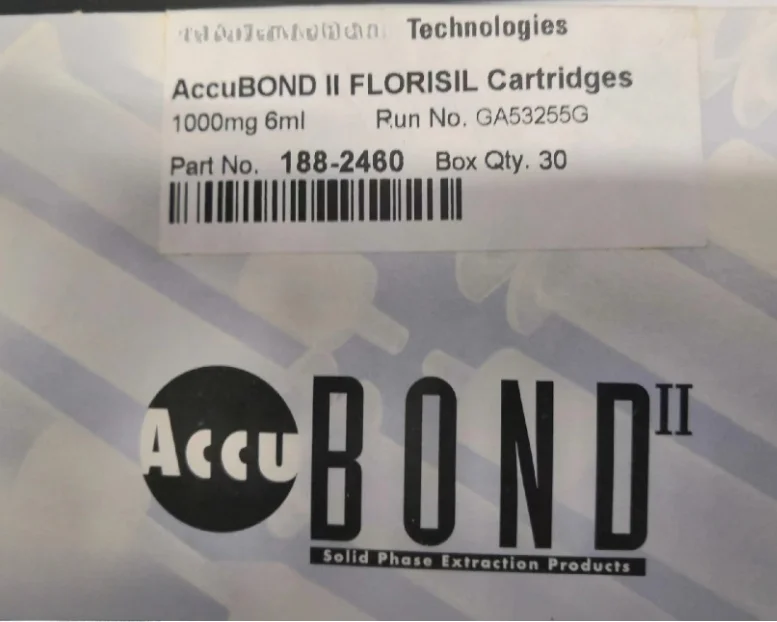 Technologies
AccuBOND II FLORISIL Cartridges
1000mg 6ml Run No. GA53255G
Part No. 188-2460 Box Qty. 30
Accu BOND II
Solid Phase Extraction Products